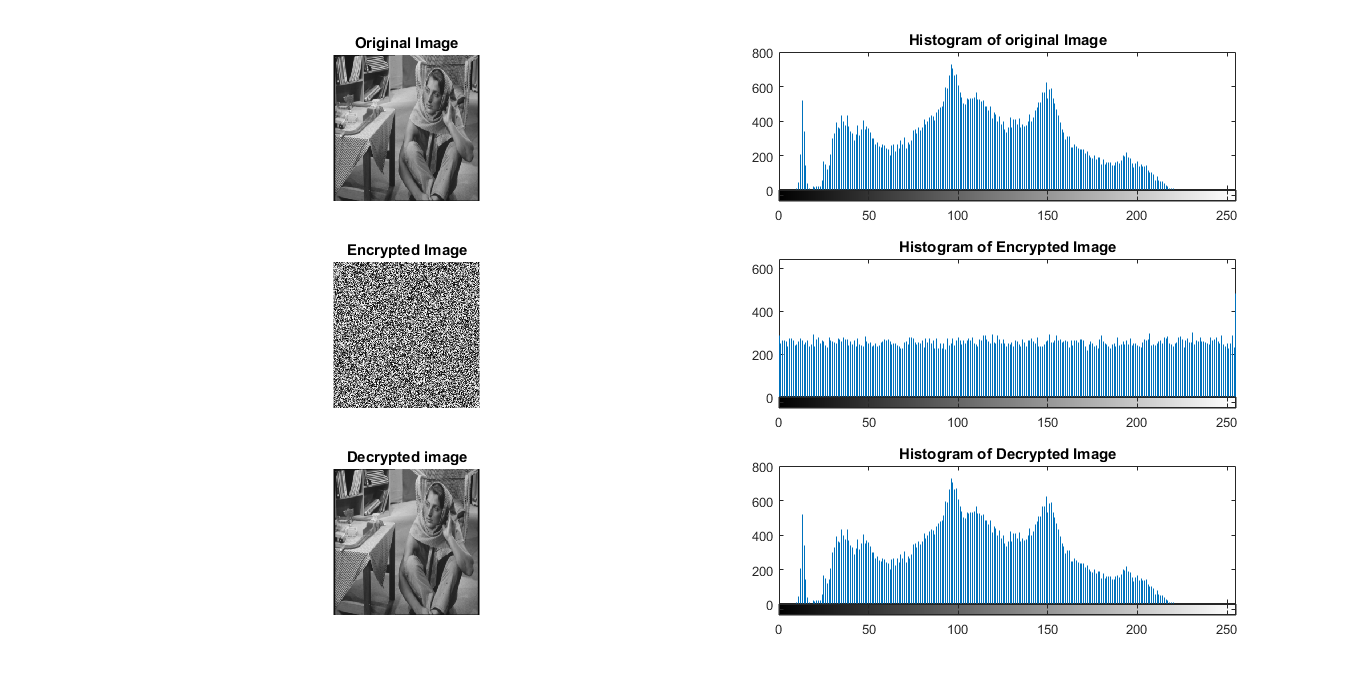 Original Image
Histogram of original Image
800
600
400
200
0
0 50 100 150 200 250
Encrypted Image
Histogram of Encrypted Image
600
400
200
0
0 50 100 150 200 250
Decrypted image
Histogram of Decrypted Image
800
600
400
200
0
0 50 100 150 200 250